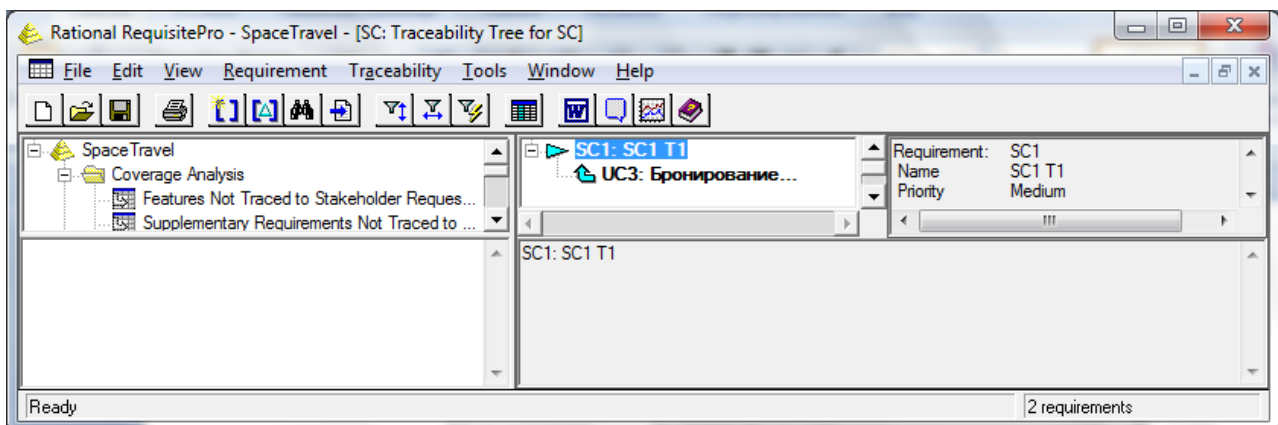 Rational RequisitePro - SpaceTravel - [SC: Traceability Tree for SC]
File Edit View Requirement Traceability Tools Window Help
SpaceTravel
Coverage Analysis
Features Not Traced to Stakeholder Reques...
Supplementary Requirements Not Traced to ...
SC1: SC1 T1
UC3: Бронирование...
Requirement: SC1
Name SC1 T1
Priority Medium
SC1: SC1 T1
Ready
2 requirements